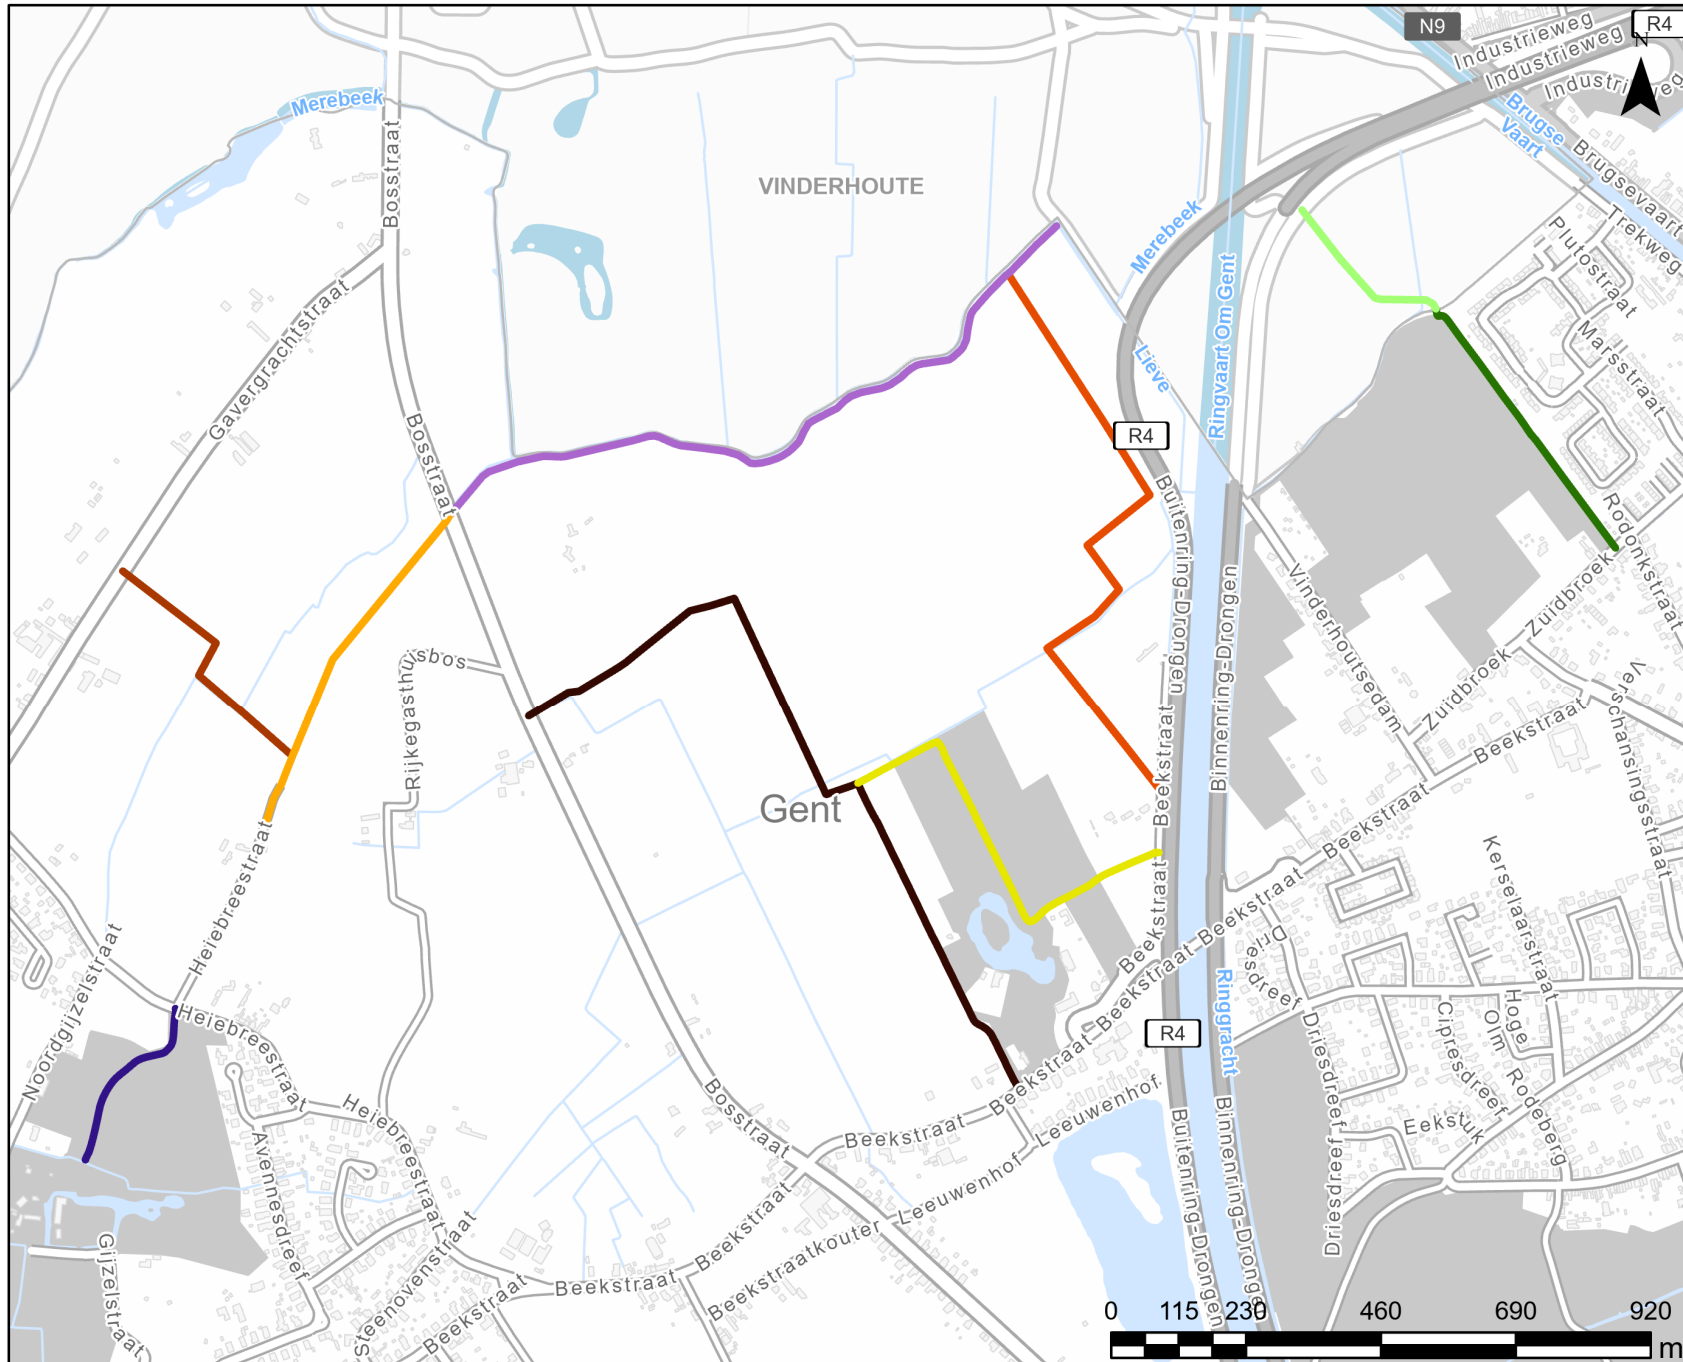 N9
R4
N
Industrieweg
Industrieweg
Industrieweg
Merebeek
Bosstraat
Brugse
Vaart
Brugsevaart
Trekweg
VINDERHOUTE
Merebeek
Plutostraat
Gavergrachtstraat
Ringvaart Om Gent
Marsstraat
Lieve
R4
Bosstraat
Buitenring-Drongen
Rodonkstraat
Vinderhoutsedam
Zuidbroek
Binnenring-Drongen
Rijkegasthuisbos
Zuidbroek
Verschansingsstraat
Beekstraat
Beekstraat
Gent
Beekstraat
Heiebreestraat
Kerselaarstraat
Beekstraat
Beekstraat
Noordgijzelstraat
Driesdreef
Beekstraat
Beekstraat
Heiebreestraat
Ringgracht
R4
Driesdreef
Cipresdreef
Hoge
Olm
Beekstraat
Leeuwenhof
Rodeberg
Eekstuk
Heiebreestraat
Bosstraat
Beekstraat
Avennesdreef
Buitenring-Drongen
Binnenring-Drongen
Driesdreef
Leeuwenhof
Beekstraatkouter
Gijzelstraat
Steenovenstraat
Beekstraat
Beekstraat
Beekstraat
0 115 230 460 690 920
m